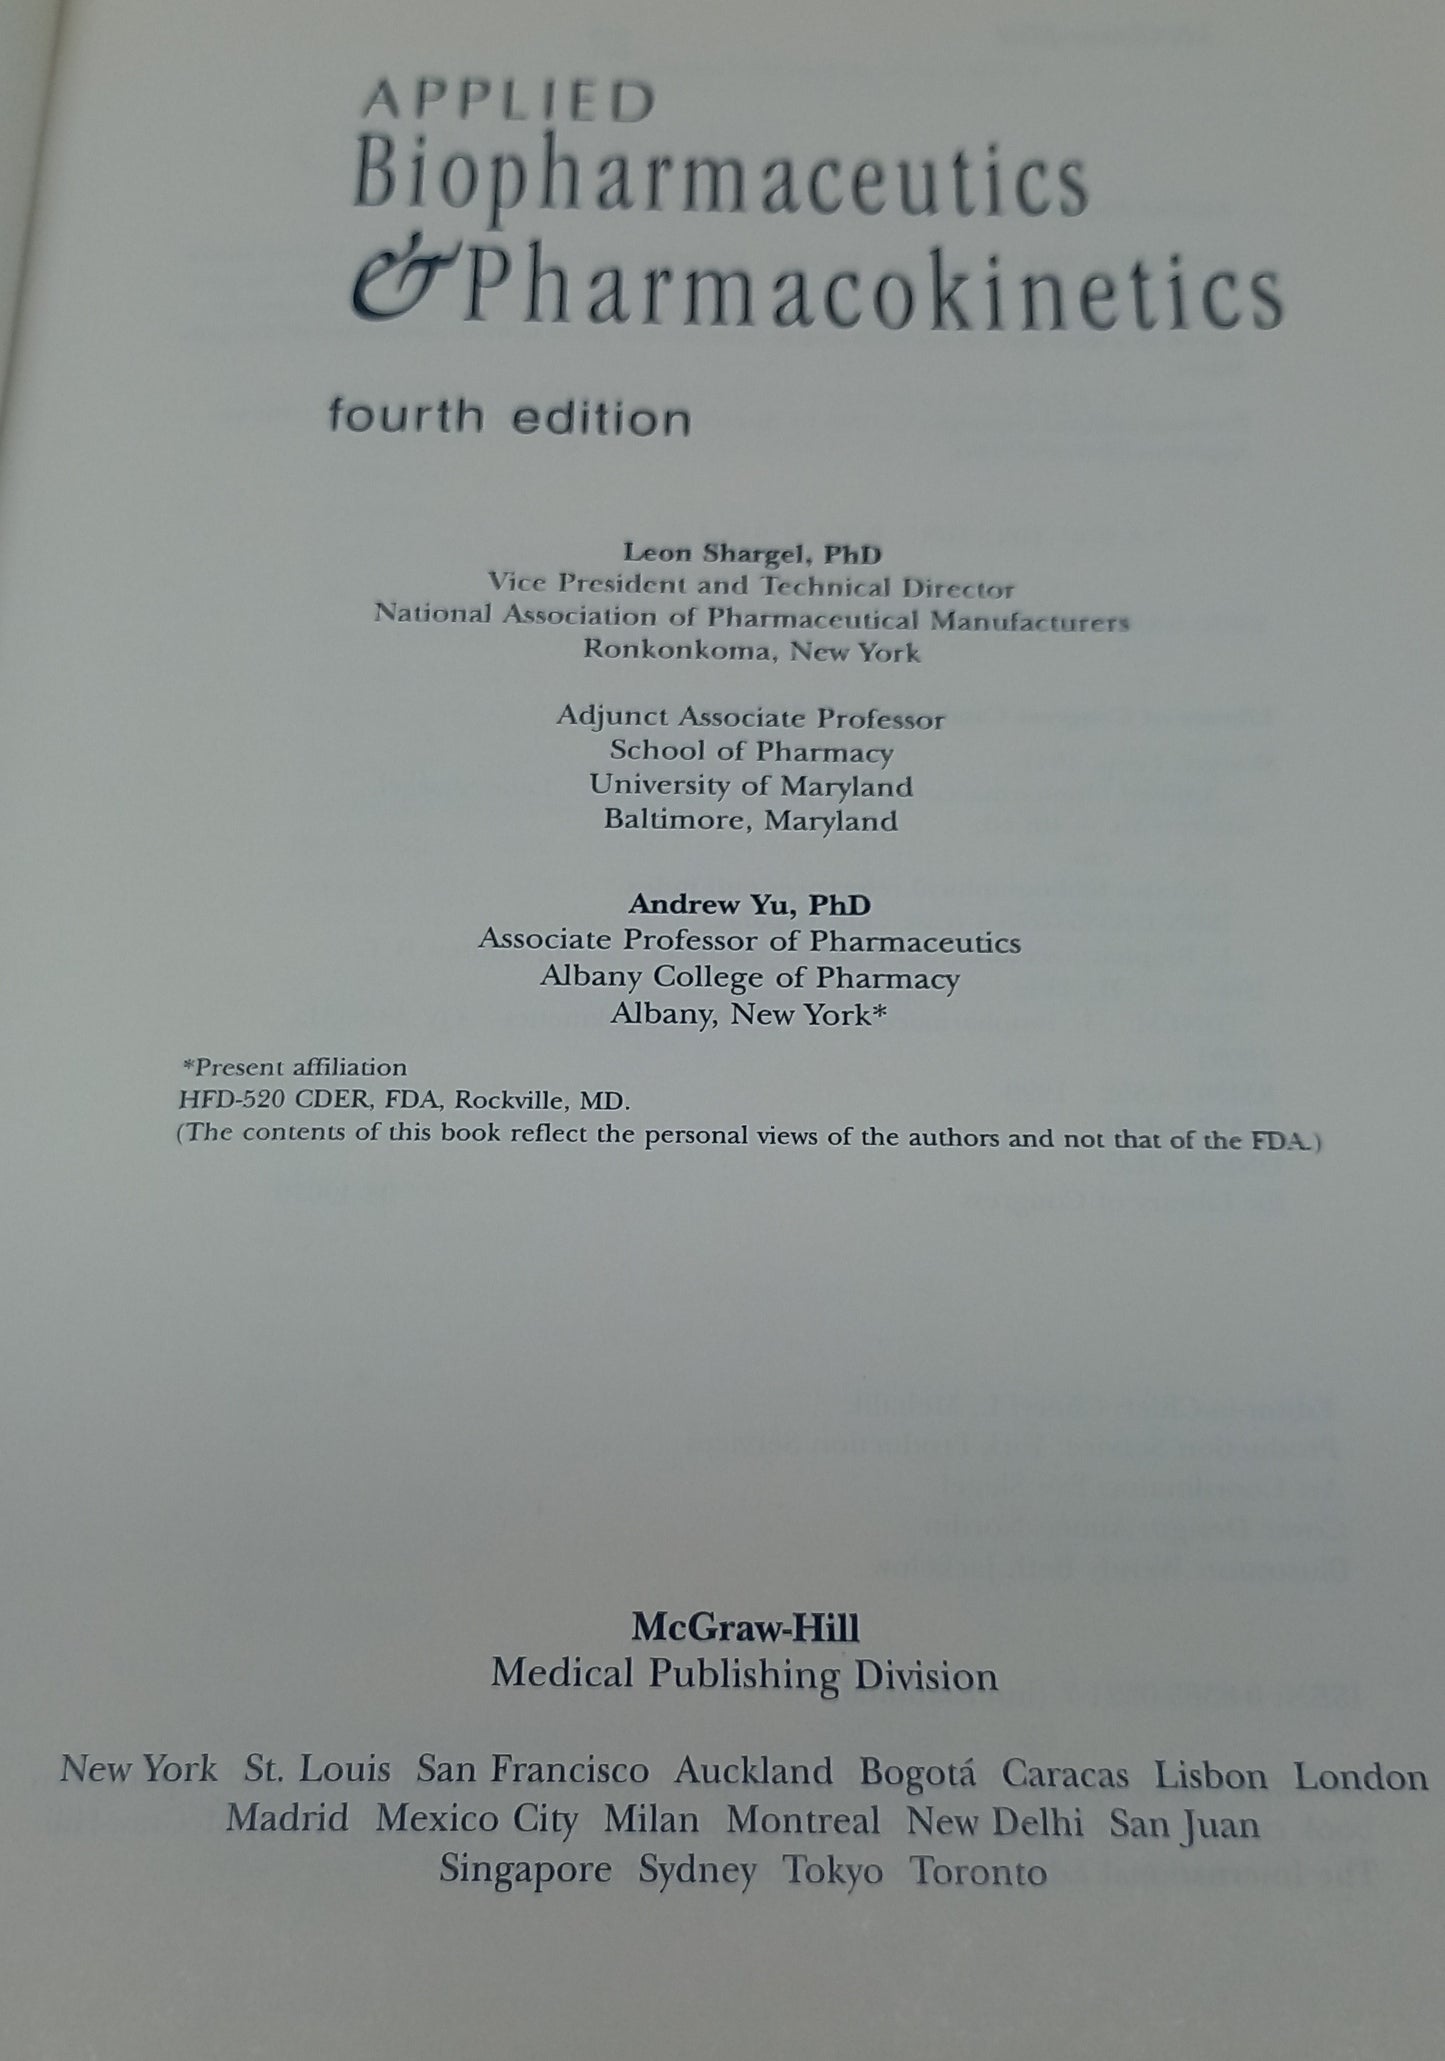 APPLIED
Biopharmaceutics
& Pharmacokinetics
fourth edition
Leon Shargel, PhD
Vice President and Technical Director
National Association of Pharmaceutical Manufacturers
Ronkonkoma, New York
Adjunct Associate Professor
School of Pharmacy
University of Maryland
Baltimore, Maryland
Andrew Yu, PhD
Associate Professor of Pharmaceutics
Albany College of Pharmacy
Albany, New York*
*Present affiliation
HFD-520 CDER, FDA, Rockville, MD.
(The contents of this book reflect the personal views of the authors and not that of the FDA.)
McGraw-Hill
Medical Publishing Division
New York St. Louis San Francisco Auckland Bogotá Caracas Lisbon London
Madrid Mexico City Milan Montreal New Delhi San Juan
Singapore Sydney Tokyo Toronto